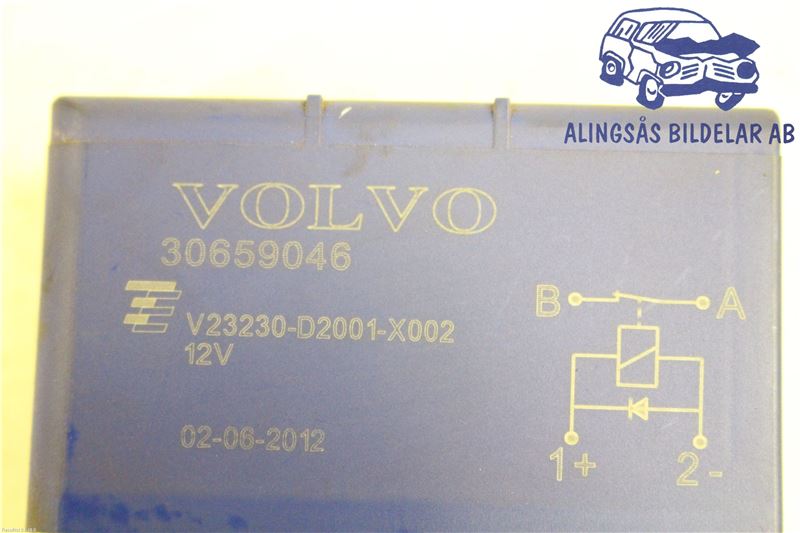 ALINGSÅS BILDELAR AB
VOLVO
30659046
V23230-D2001-X002
12V
02-06-2012
B A
1+ 2-